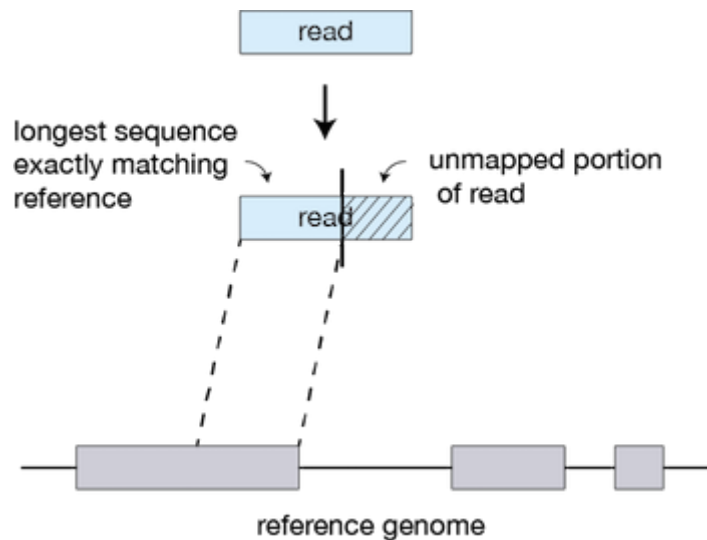 read
longest sequence
exactly matching
reference
unmapped portion
of read
read
reference genome